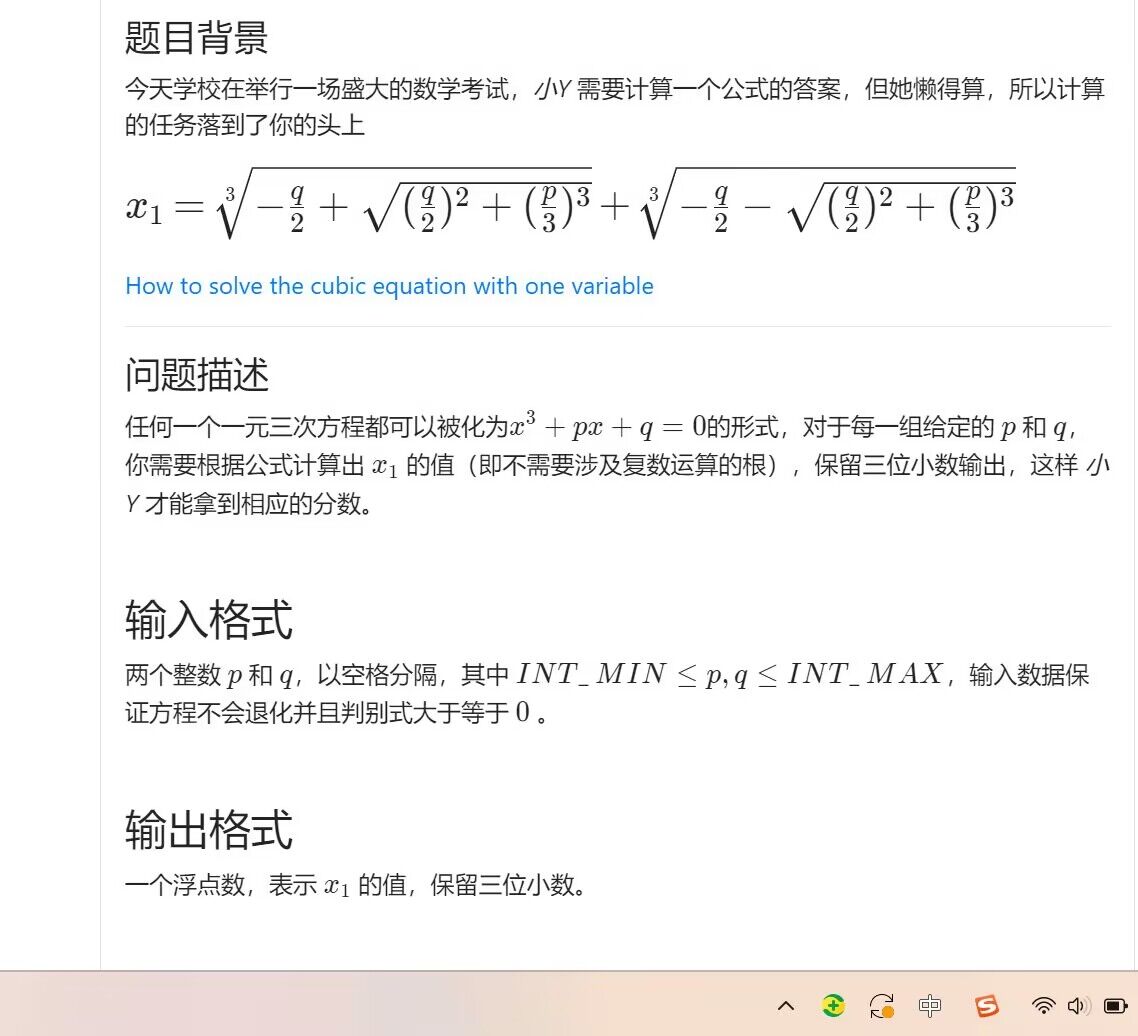 题目背景
今天学校在举行一场盛大的数学考试，小Y 需要计算一个公式的答案，但她懒得算，所以计算
的任务落到了你的头上
$x_1 = \sqrt[3]{-\frac{q}{2} + \sqrt{(\frac{q}{2})^2 + (\frac{p}{3})^3}} + \sqrt[3]{-\frac{q}{2} - \sqrt{(\frac{q}{2})^2 + (\frac{p}{3})^3}}$
How to solve the cubic equation with one variable
问题描述
任何一个一元三次方程都可以被化为$x^3 + px + q = 0$的形式，对于每一组给定的 $p$ 和 $q$，
你需要根据公式计算出 $x_1$ 的值（即不需要涉及复数运算的根），保留三位小数输出，这样 小
Y 才能拿到相应的分数。
输入格式
两个整数 $p$ 和 $q$，以空格分隔，其中 $INT\_MIN \leq p, q \leq INT\_MAX$，输入数据保
证方程不会退化并且判别式大于等于 0 。
输出格式
一个浮点数，表示 $x_1$ 的值，保留三位小数。
中